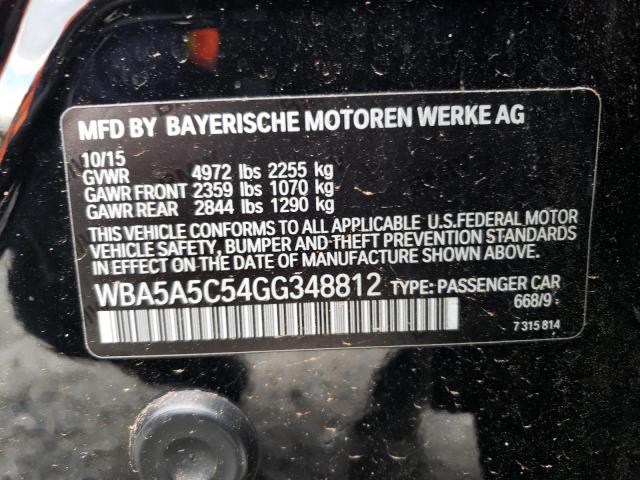 MFD BY BAYERISCHE MOTOREN WERKE AG
10/15
GVWR 4972 lbs 2255 kg
GAWR FRONT 2359 lbs 1070 kg
GAWR REAR 2844 lbs 1290 kg
THIS VEHICLE CONFORMS TO ALL APPLICABLE U.S.FEDERAL MOTOR
VEHICLE SAFETY, BUMPER AND THEFT PREVENTION STANDARDS
IN EFFECT ON THE DATE OF MANUFACTURE SHOWN ABOVE.
WBA5A5C54GG348812 TYPE: PASSENGER CAR
668/9
7 315 814